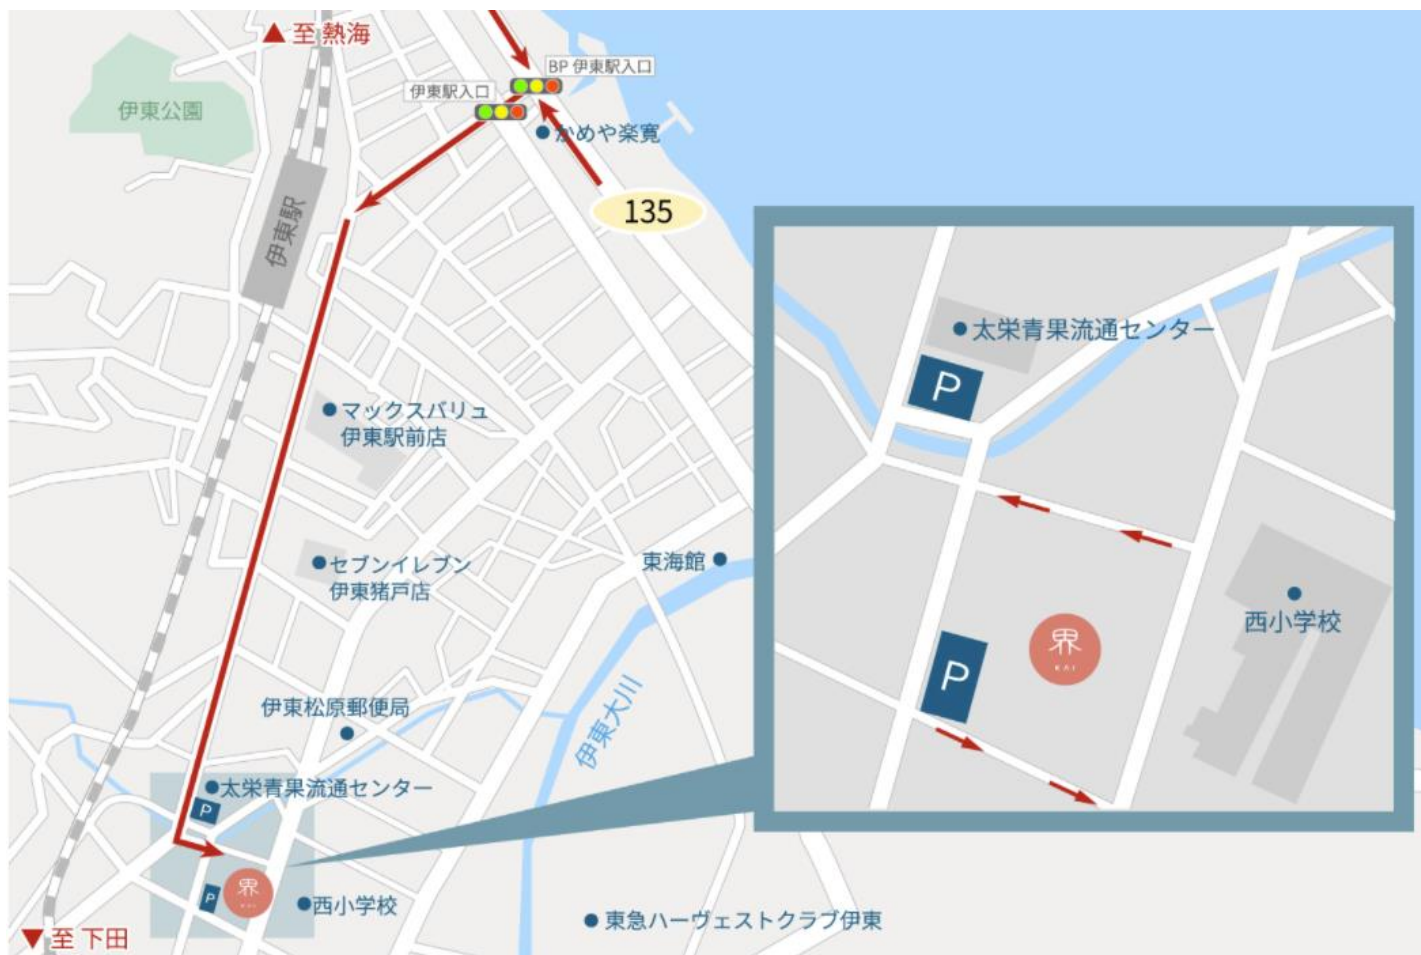 至 熱海
BP 伊東駅入口
伊東駅入口
伊東公園
かめや楽寛
135
伊東駅
マックスバリュ
伊東駅前店
セブンイレブン
伊東猪戸店
東海館
伊東松原郵便局
伊東大川
太栄青果流通センター
P
界
KAI
P
西小学校
至 下田
東急ハーヴェストクラブ伊東
太栄青果流通センター
P
界
KAI
P
西小学校